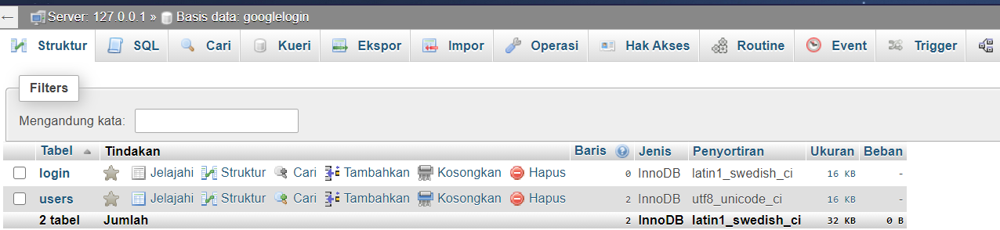 ← Server: 127.0.0.1 » Basis data: googlelogin
Struktur SQL Cari Kueri Ekspor Impor Operasi Hak Akses Routine Event Trigger
Filters
Mengandung kata:
Tabel Tindakan Baris Jenis Penyortiran Ukuran Beban
login Jelajahi Struktur Cari Tambahkan Kosongkan Hapus 0 InnoDB latin1_swedish_ci 16 KB -
users Jelajahi Struktur Cari Tambahkan Kosongkan Hapus 2 InnoDB utf8_unicode_ci 16 KB -
2 tabel Jumlah 2 InnoDB latin1_swedish_ci 32 KB 0 B